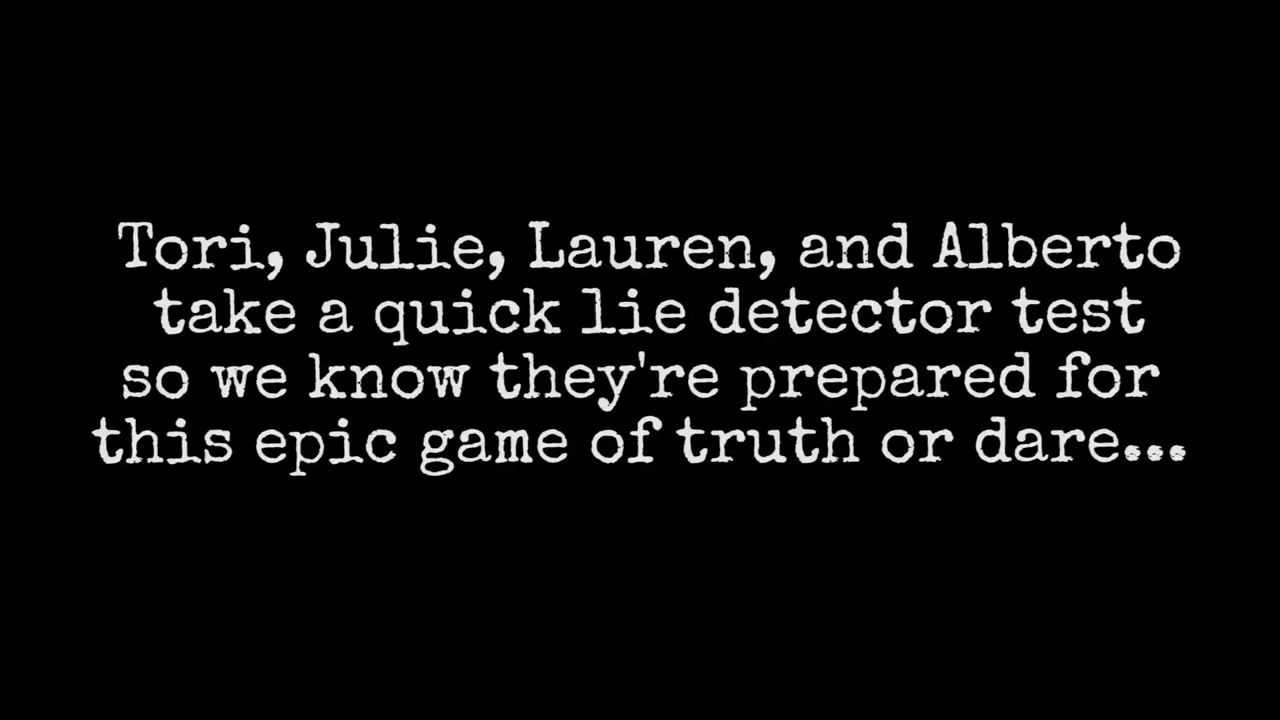 Tori, Julie, Lauren, and Alberto
take a quick lie detector test
so we know they're prepared for
this epic game of truth or dare...